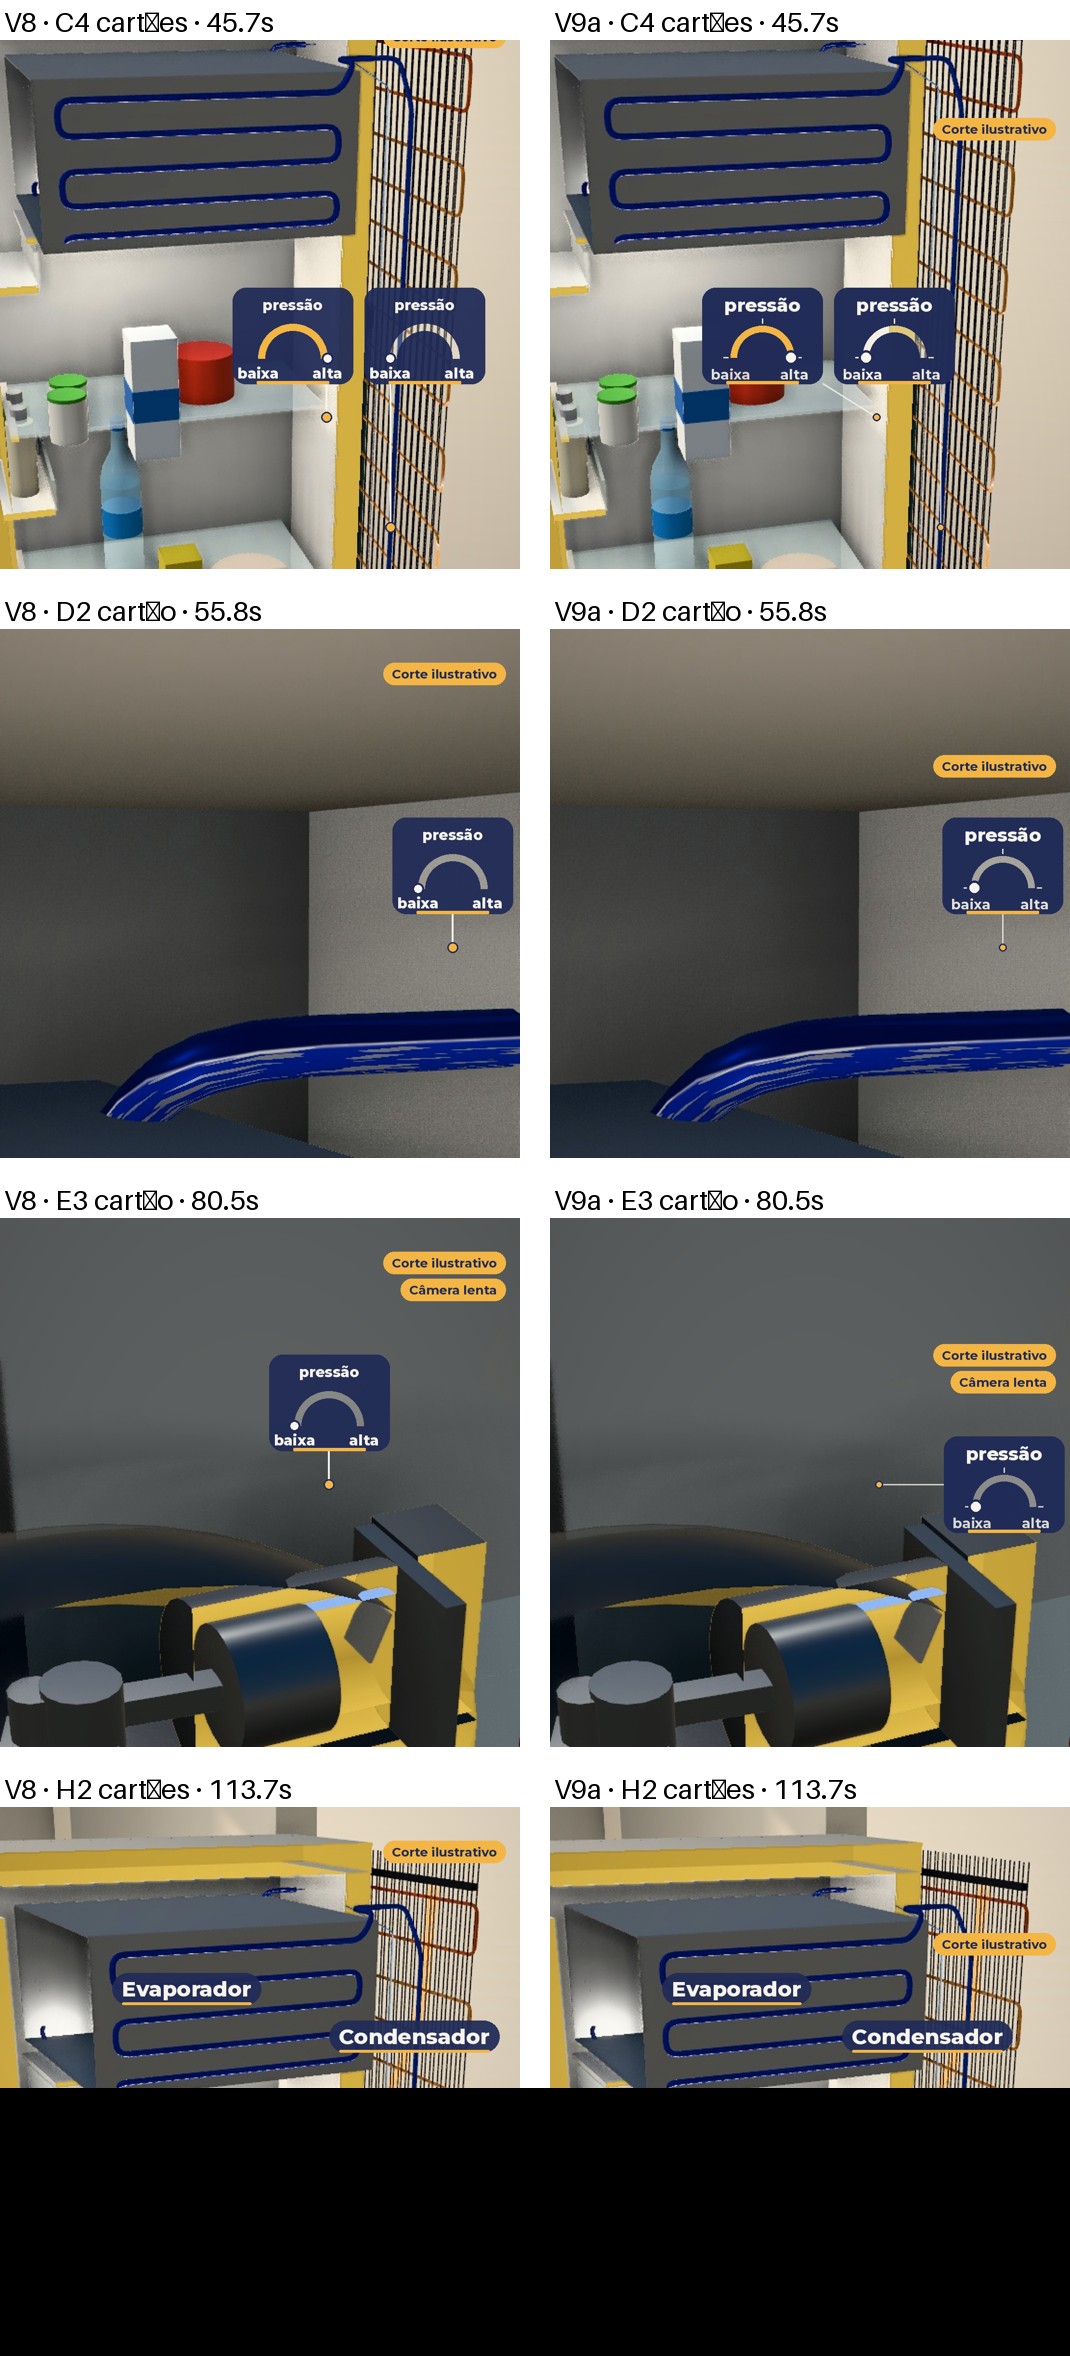 V8 · C4 cart�es · 45.7s
V9a · C4 cart�es · 45.7s
Corte ilustrativo
pressão
baixa alta
pressão
baixa alta
Corte ilustrativo
pressão
baixa alta
pressão
baixa alta
V8 · D2 cart�o · 55.8s
V9a · D2 cart�o · 55.8s
Corte ilustrativo
pressão
baixa alta
Corte ilustrativo
pressão
baixa alta
V8 · E3 cart�o · 80.5s
V9a · E3 cart�o · 80.5s
Corte ilustrativo
Câmera lenta
pressão
baixa alta
Corte ilustrativo
Câmera lenta
pressão
baixa alta
V8 · H2 cart�es · 113.7s
V9a · H2 cart�es · 113.7s
Corte ilustrativo
Evaporador
Condensador
Corte ilustrativo
Evaporador
Condensador